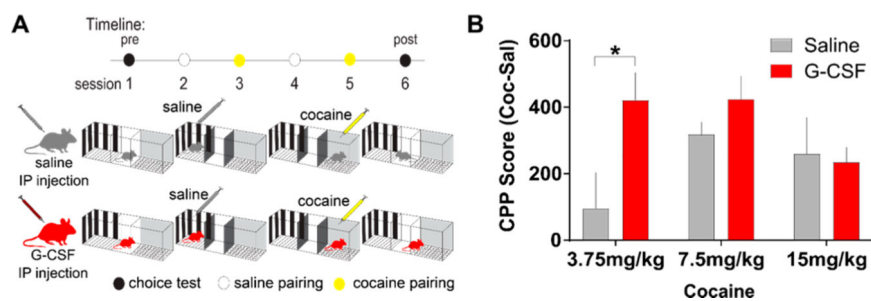 A
Timeline:
pre
post
session 1 2 3 4 5 6
saline
cocaine
saline
IP injection
saline
cocaine
G-CSF
IP injection
choice test
saline pairing
cocaine pairing
B
Saline
G-CSF
CPP Score (Coc-Sal)
600
400
200
0
*
3.75mg/kg 7.5mg/kg 15mg/kg
Cocaine